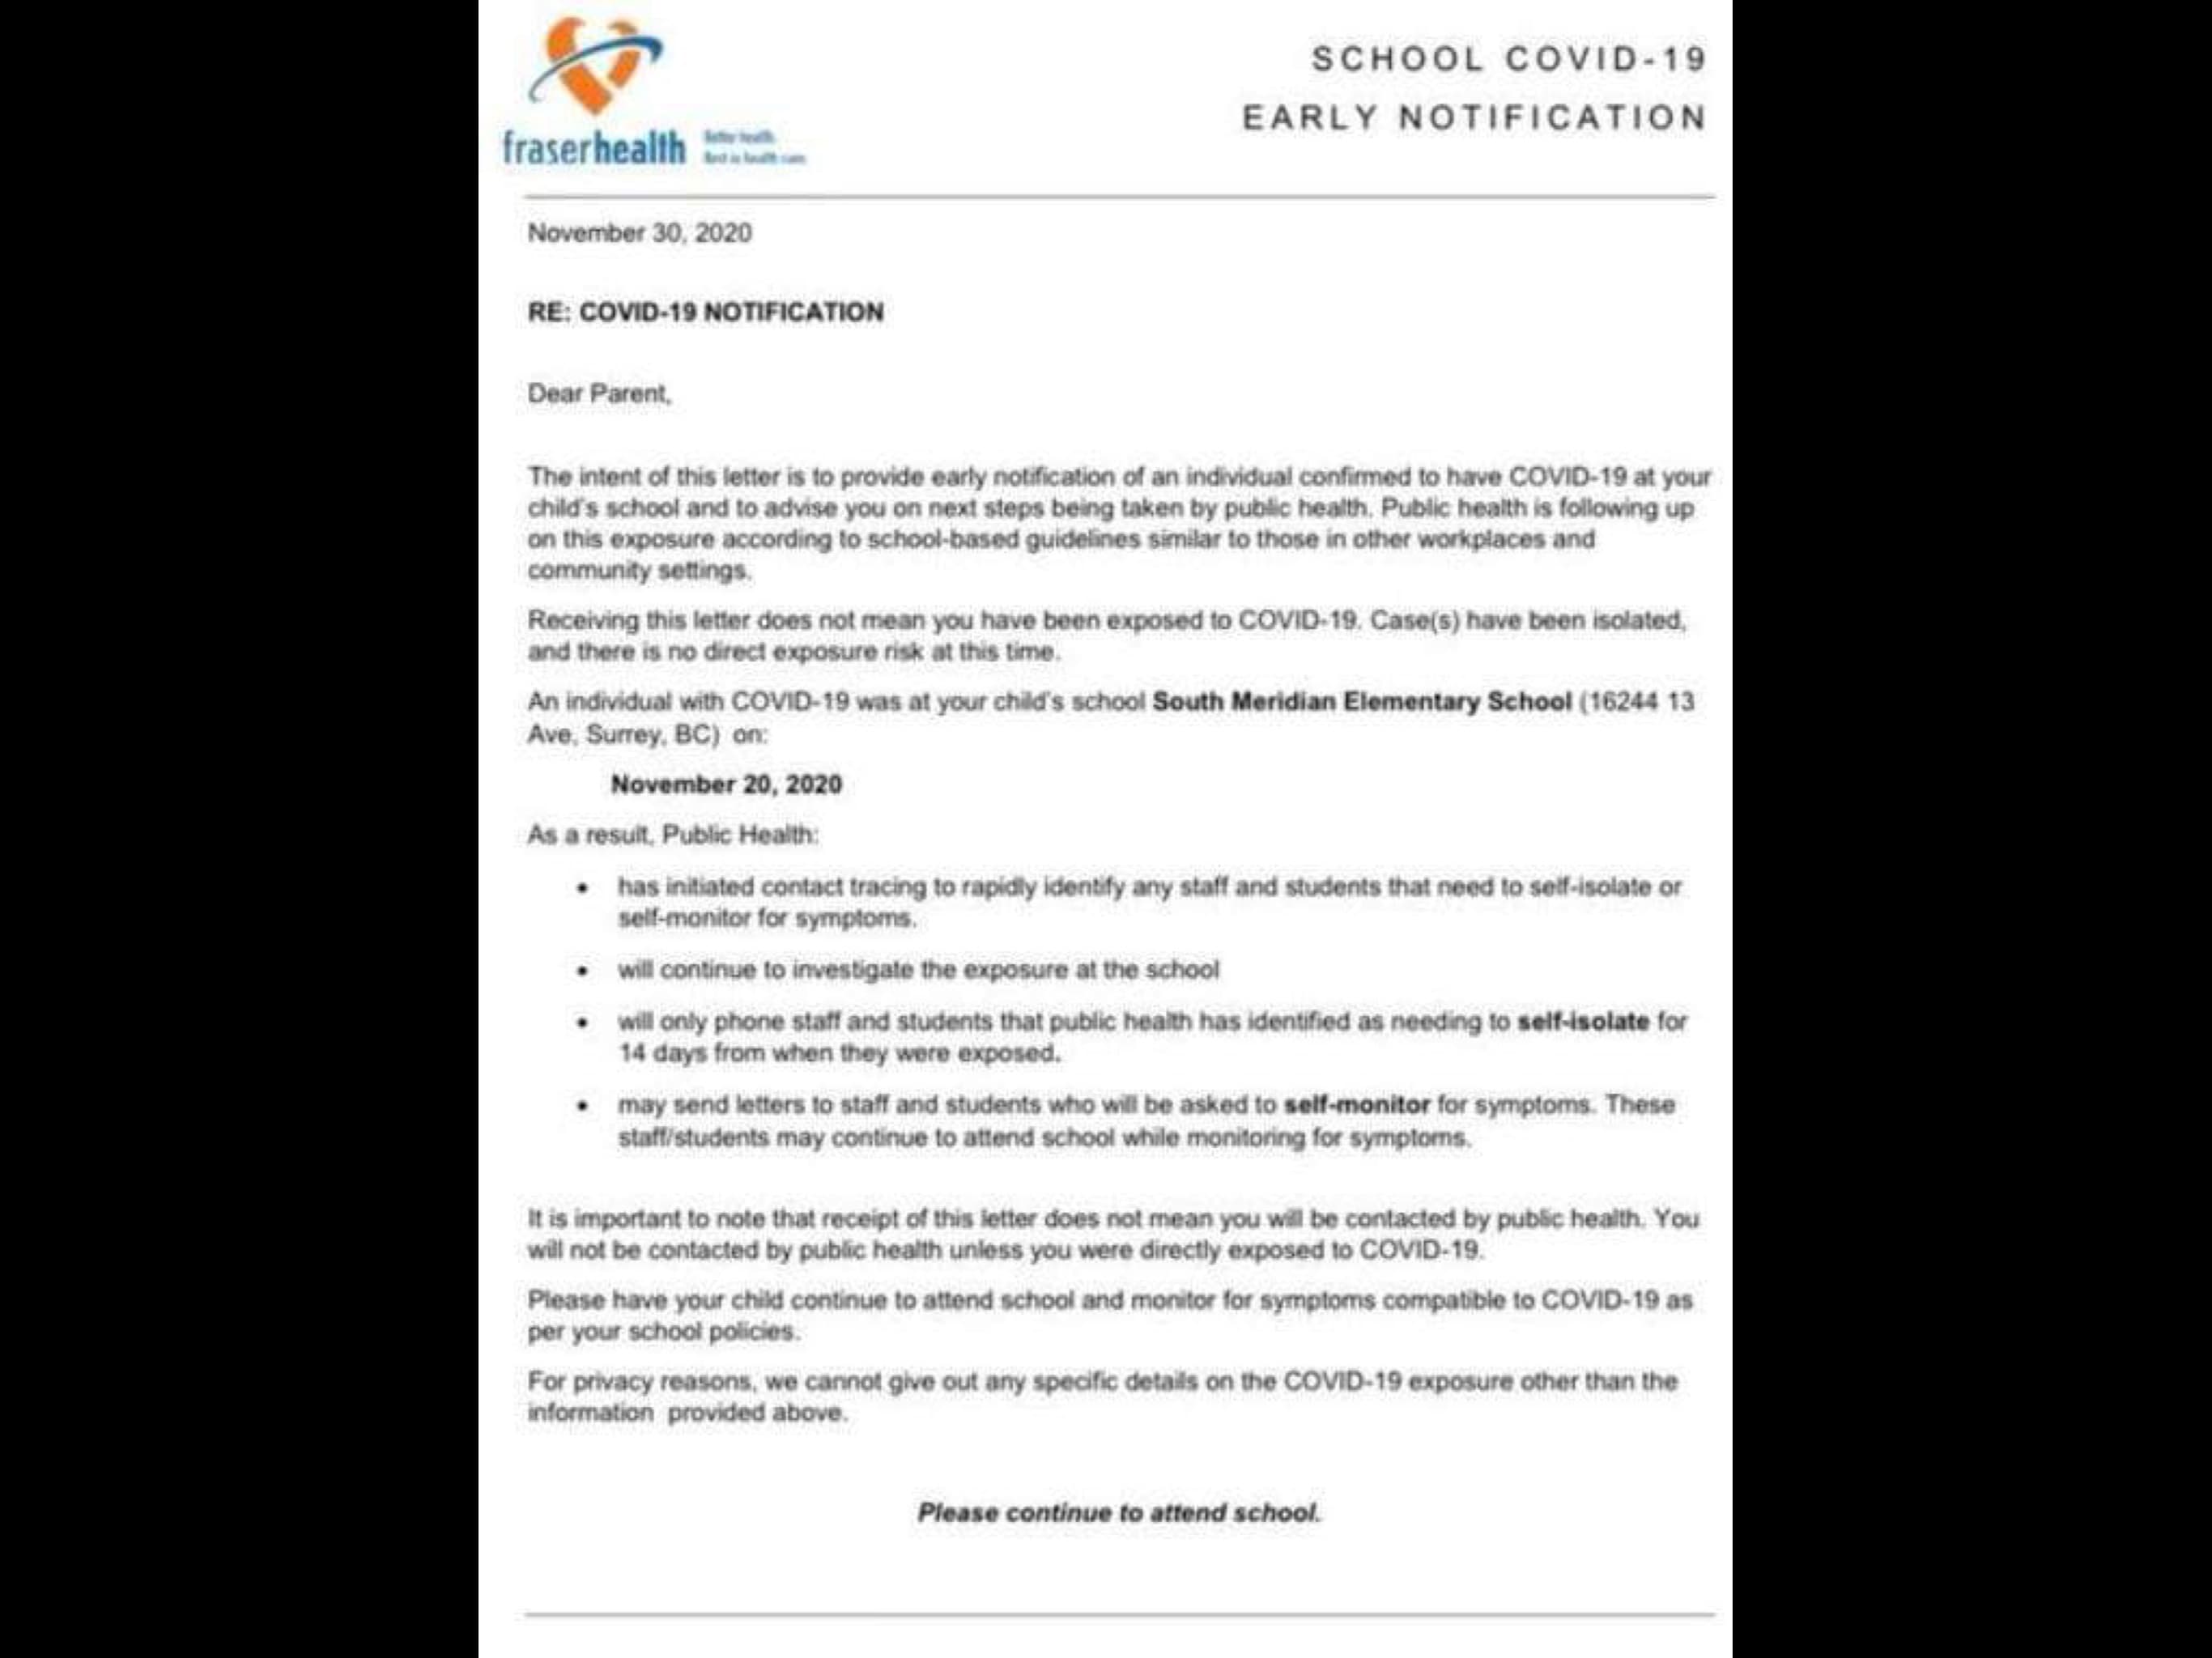 SCHOOL COVID-19
EARLY NOTIFICATION
fraserhealth
Better health.
Best in health care.
November 30, 2020
RE: COVID-19 NOTIFICATION
Dear Parent,
The intent of this letter is to provide early notification of an individual confirmed to have COVID-19 at your
child's school and to advise you on next steps being taken by public health. Public health is following up
on this exposure according to school-based guidelines similar to those in other workplaces and
community settings.
Receiving this letter does not mean you have been exposed to COVID-19. Case(s) have been isolated,
and there is no direct exposure risk at this time.
An individual with COVID-19 was at your child's school South Meridian Elementary School (16244 13
Ave, Surrey, BC) on:
November 20, 2020
As a result, Public Health:
• has initiated contact tracing to rapidly identify any staff and students that need to self-isolate or
self-monitor for symptoms.
• will continue to investigate the exposure at the school
• will only phone staff and students that public health has identified as needing to self-isolate for
14 days from when they were exposed.
• may send letters to staff and students who will be asked to self-monitor for symptoms. These
staff/students may continue to attend school while monitoring for symptoms.
It is important to note that receipt of this letter does not mean you will be contacted by public health. You
will not be contacted by public health unless you were directly exposed to COVID-19.
Please have your child continue to attend school and monitor for symptoms compatible to COVID-19 as
per your school policies.
For privacy reasons, we cannot give out any specific details on the COVID-19 exposure other than the
information provided above.
Please continue to attend school.